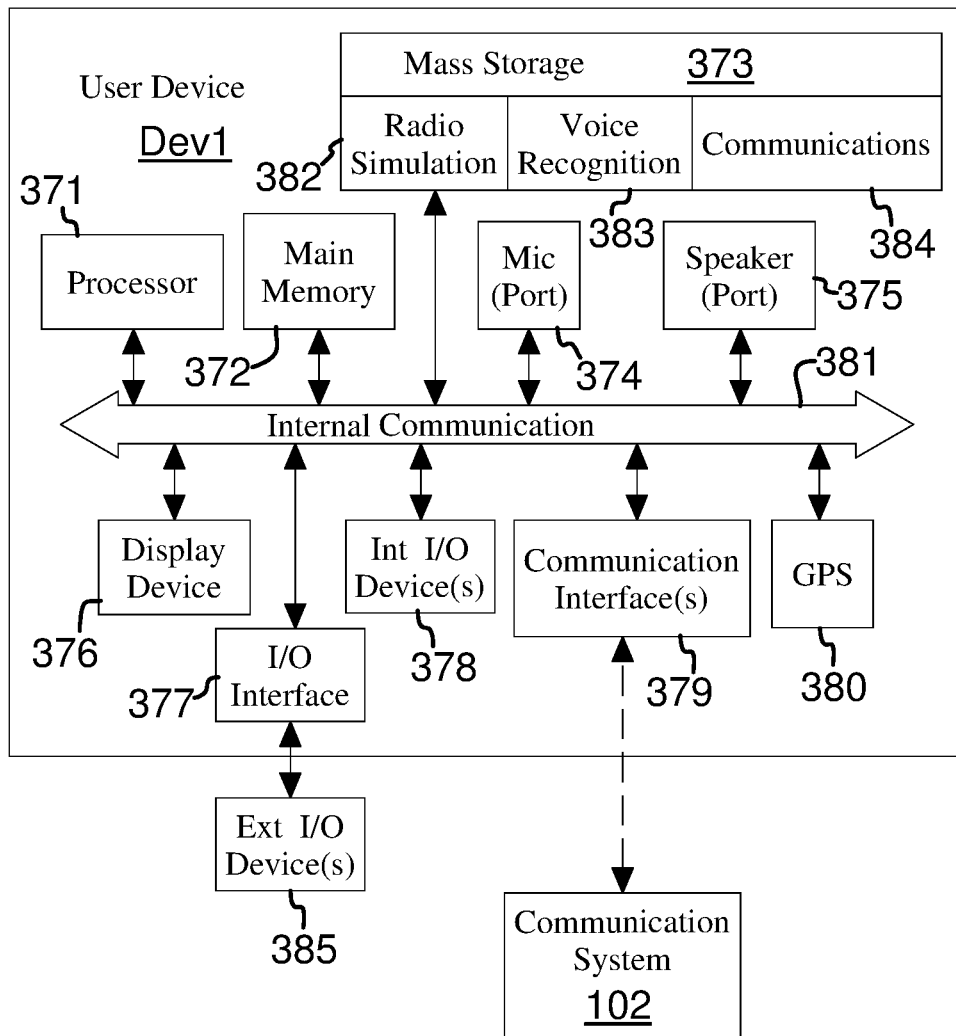 Mass Storage 373
User Device
Dev1
Radio
Simulation
Voice
Recognition
Communications
382
383
384
371
Processor
Main
Memory
372
Mic
(Port)
374
Speaker
(Port)
375
381
Internal Communication
Display
Device
376
I/O
Interface
377
Int I/O
Device(s)
378
Communication
Interface(s)
379
GPS
380
Ext I/O
Device(s)
385
Communication
System
102